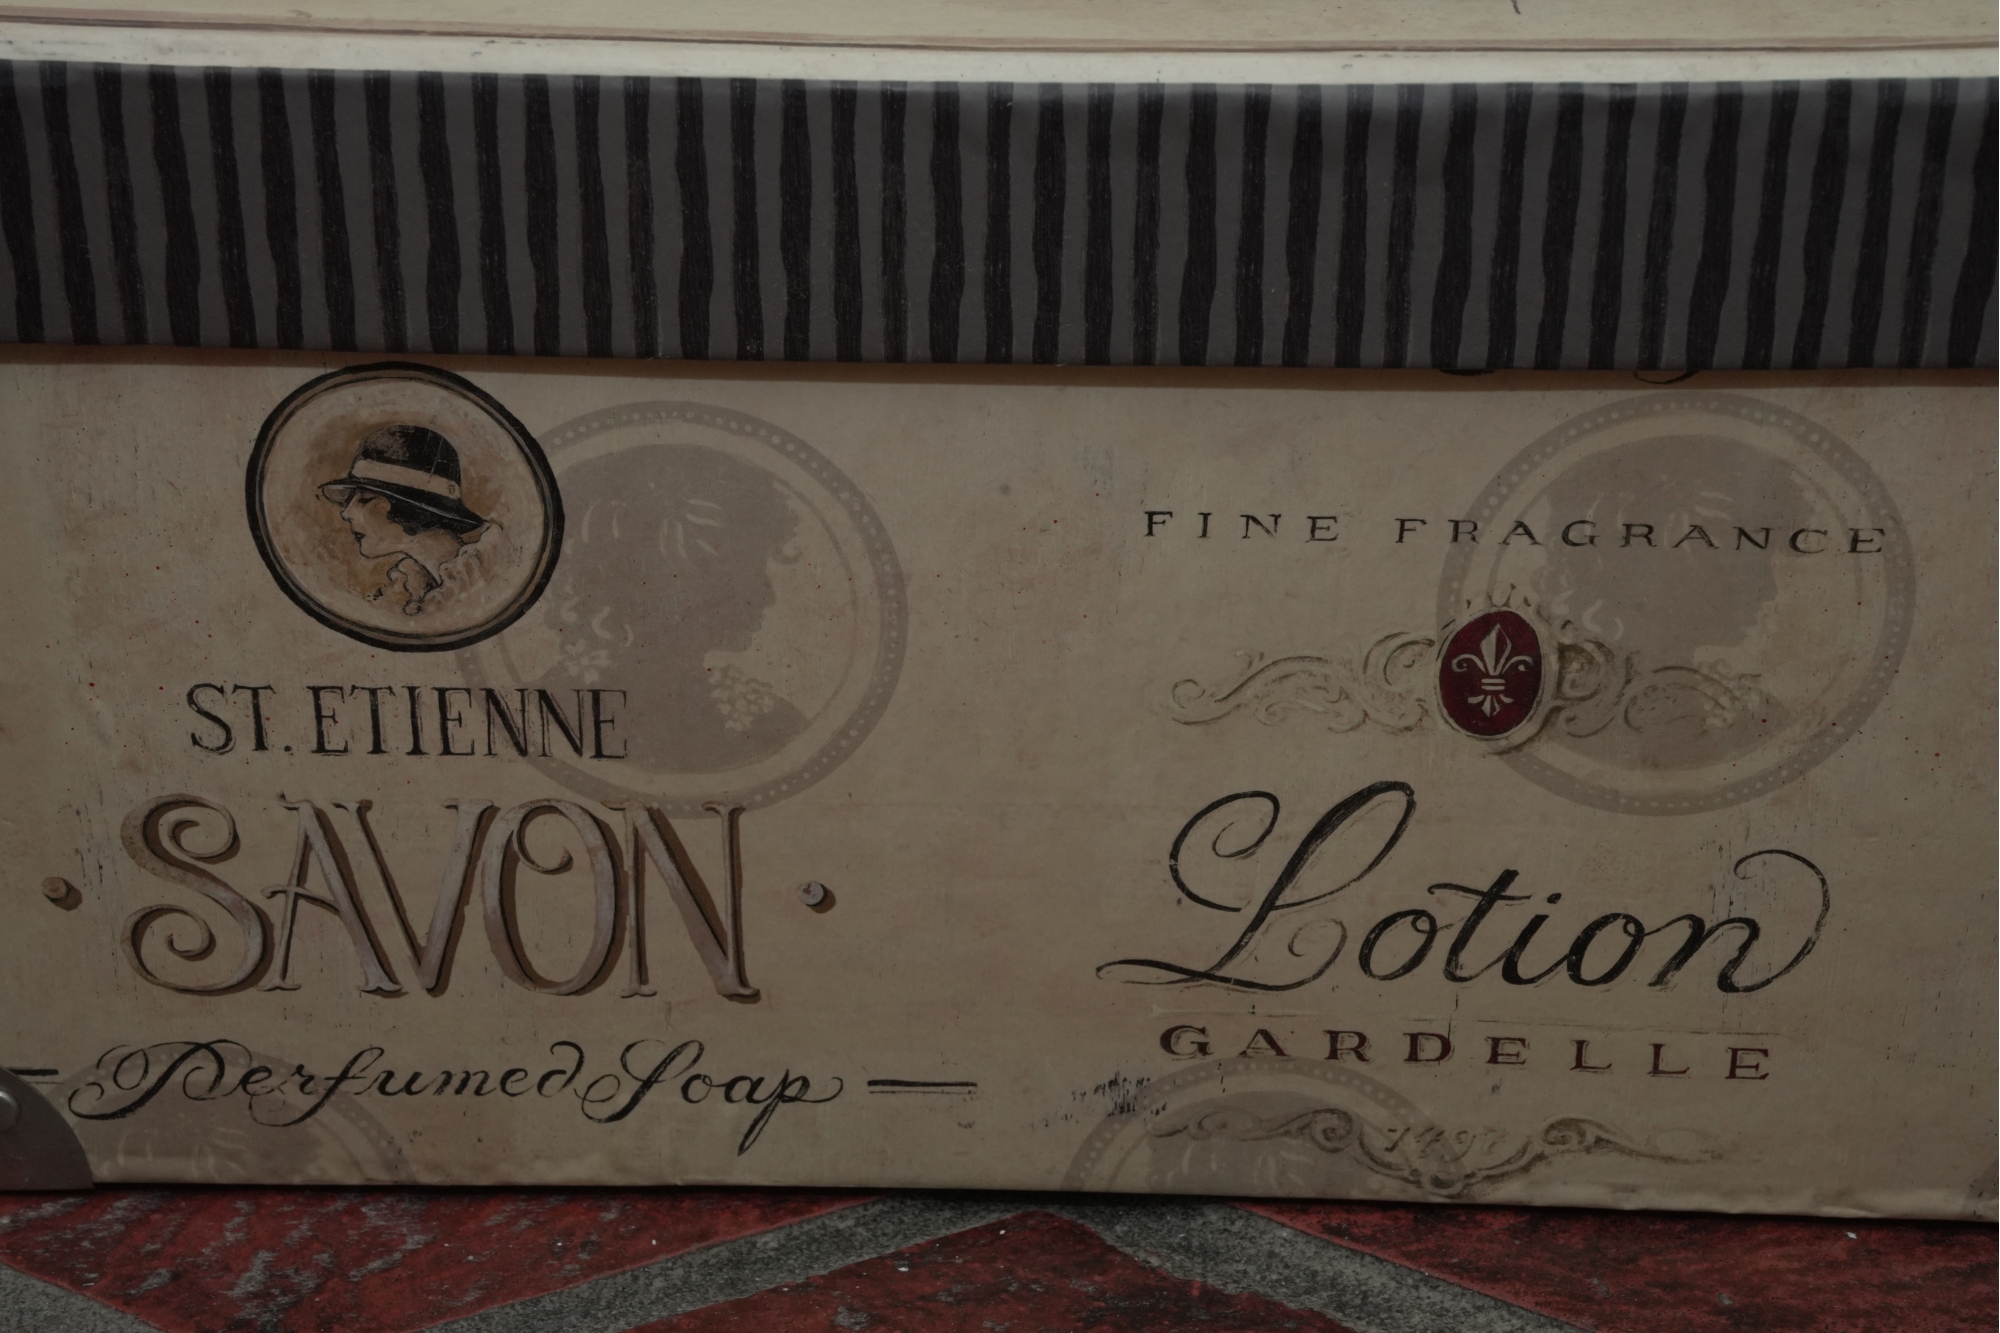 ST. ETIENNE
SAVON
Perfumed Soap
FINE FRAGRANCE
Lotion
GARDELLE